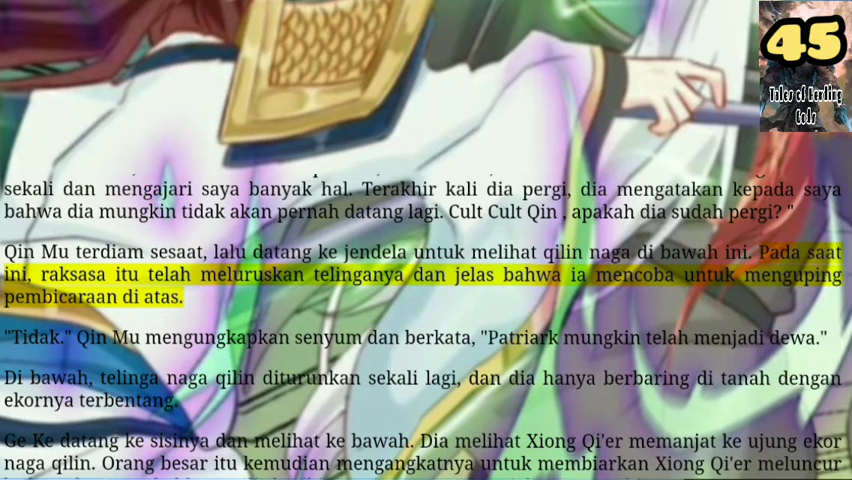 45
Tales of Herding
Gods
sekali dan mengajari saya banyak hal. Terakhir kali dia pergi, dia mengatakan kepada saya
bahwa dia mungkin tidak akan pernah datang lagi. Cult Cult Qin , apakah dia sudah pergi? "
Qin Mu terdiam sesaat, lalu datang ke jendela untuk melihat qilin naga di bawah ini. Pada saat
ini, raksasa itu telah meluruskan telinganya dan jelas bahwa ia mencoba untuk menguping
pembicaraan di atas.
"Tidak." Qin Mu mengungkapkan senyum dan berkata, "Patriark mungkin telah menjadi dewa."
Di bawah, telinga naga qilin diturunkan sekali lagi, dan dia hanya berbaring di tanah dengan
ekornya terbentang.
Ge Ke datang ke sisinya dan melihat ke bawah. Dia melihat Xiong Qi'er memanjat ke ujung ekor
naga qilin. Orang besar itu kemudian mengangkatnya untuk membiarkan Xiong Qi'er meluncur